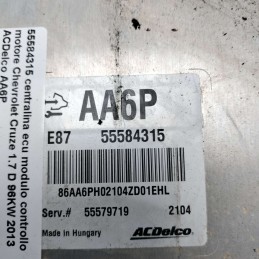 55584315 centralina ecu modulo controllo
motore Chevrolet Cruze 1.7 D 96KW 2013
ACDelco AA6P
AA6P
E87 55584315
86AA6PH02104ZD01EHL
Serv.# 55579719 2104
Made in Hungary ACDelco